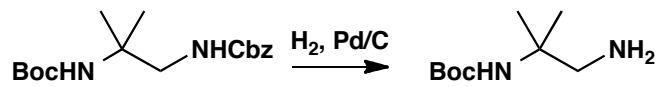 NHCbz
H₂, Pd/C
NH₂
BocHN
BocHN